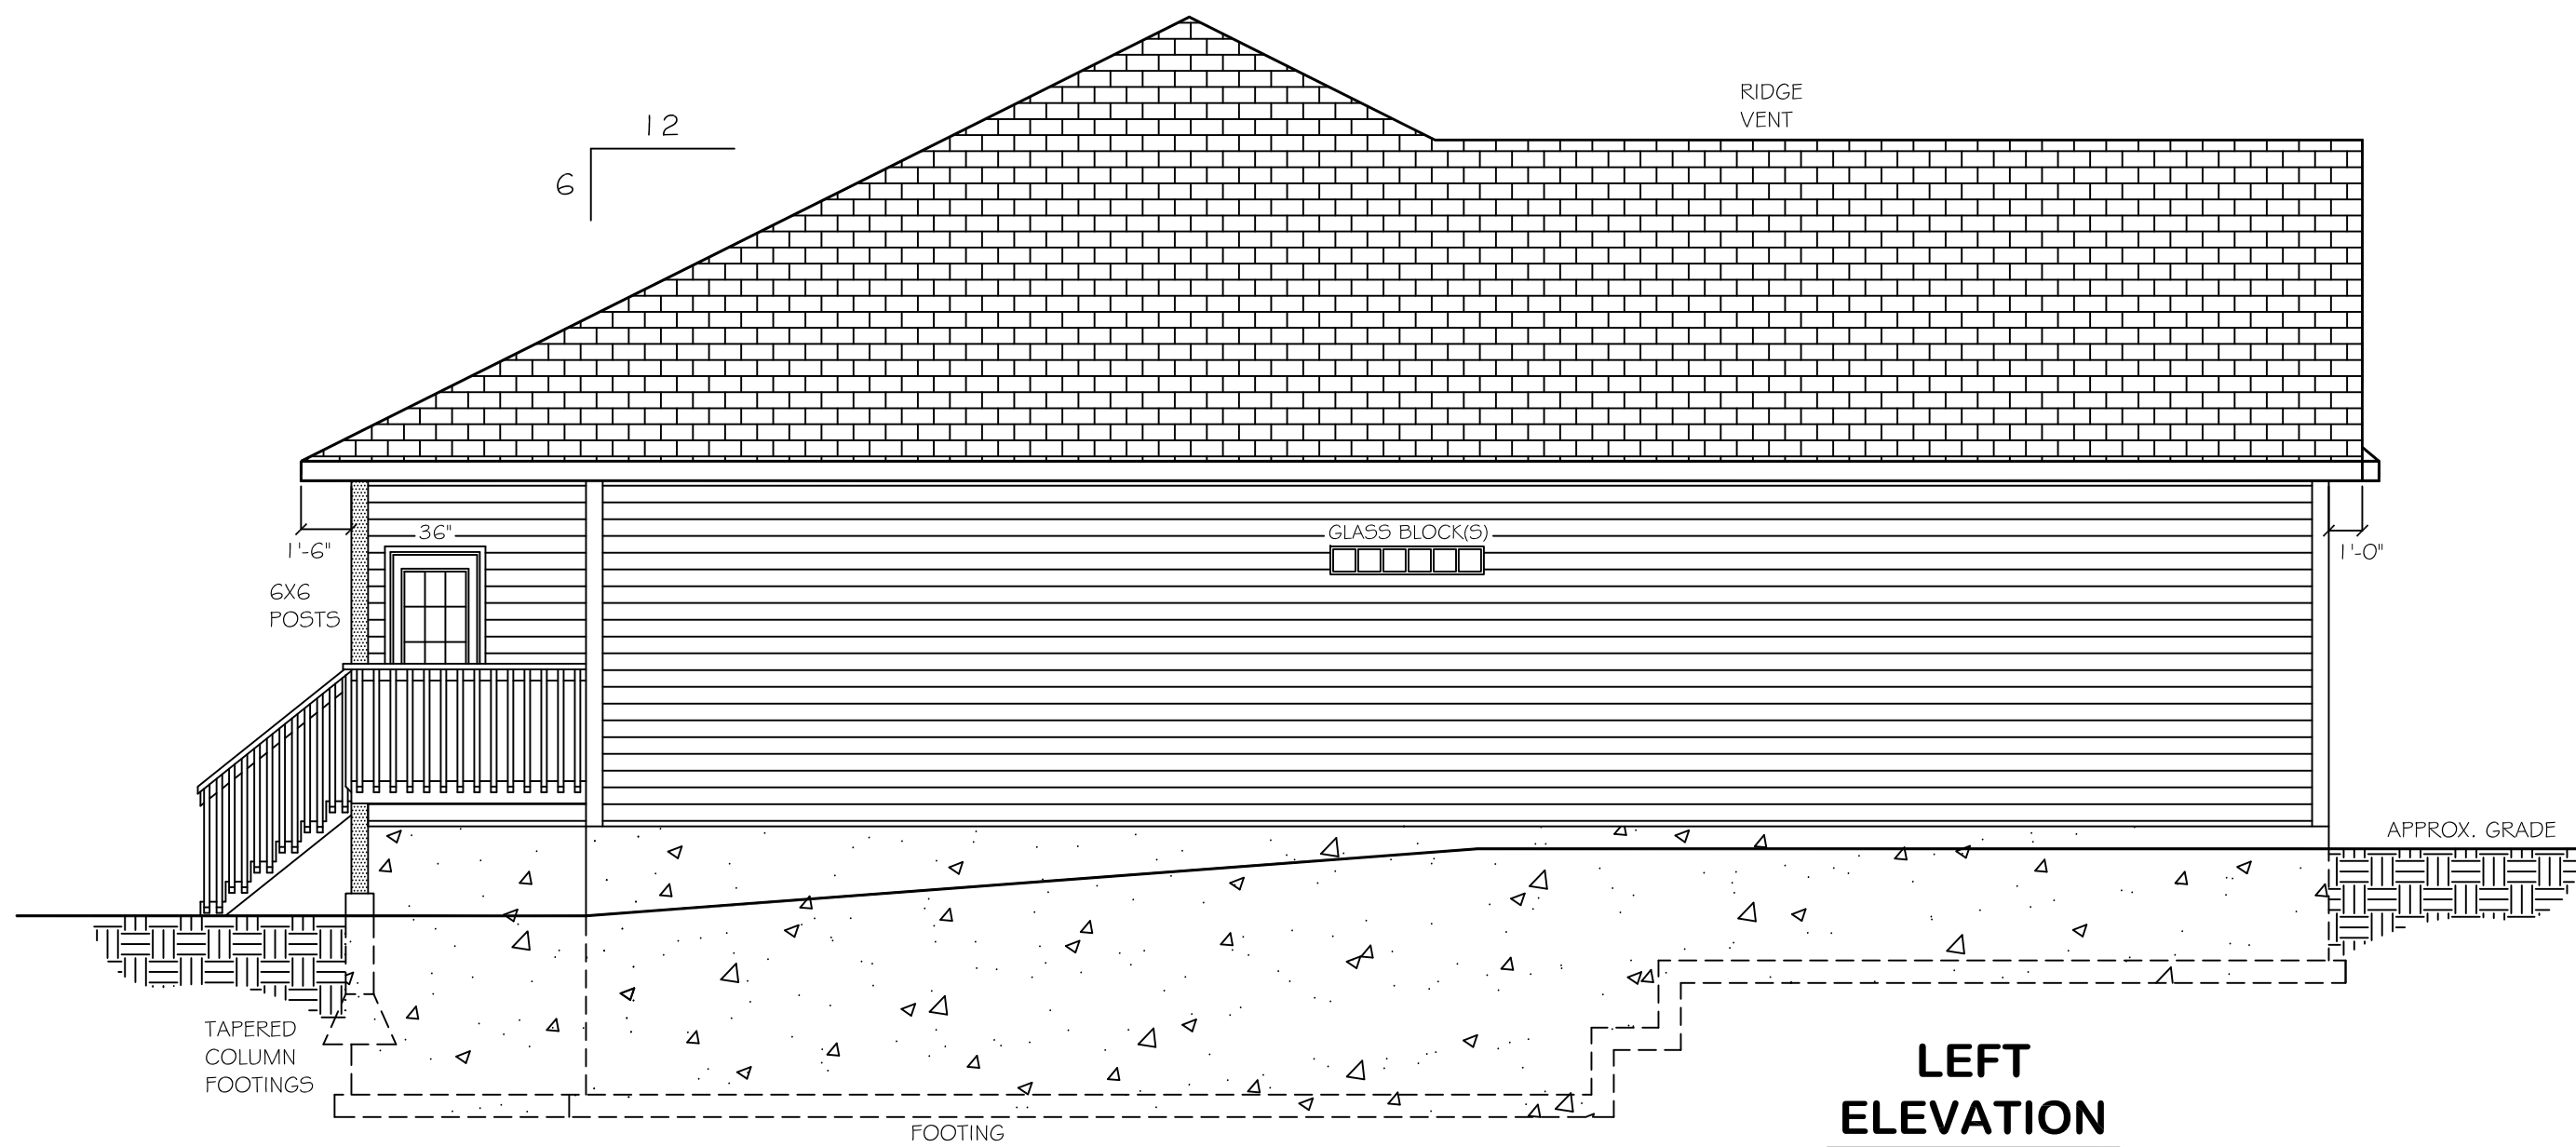 RIDGE
VENT
12
6
36"
GLASS BLOCK(S)
1'-6"
1'-0"
6X6
POSTS
APPROX. GRADE
TAPERED
COLUMN
FOOTINGS
LEFT
ELEVATION
FOOTING